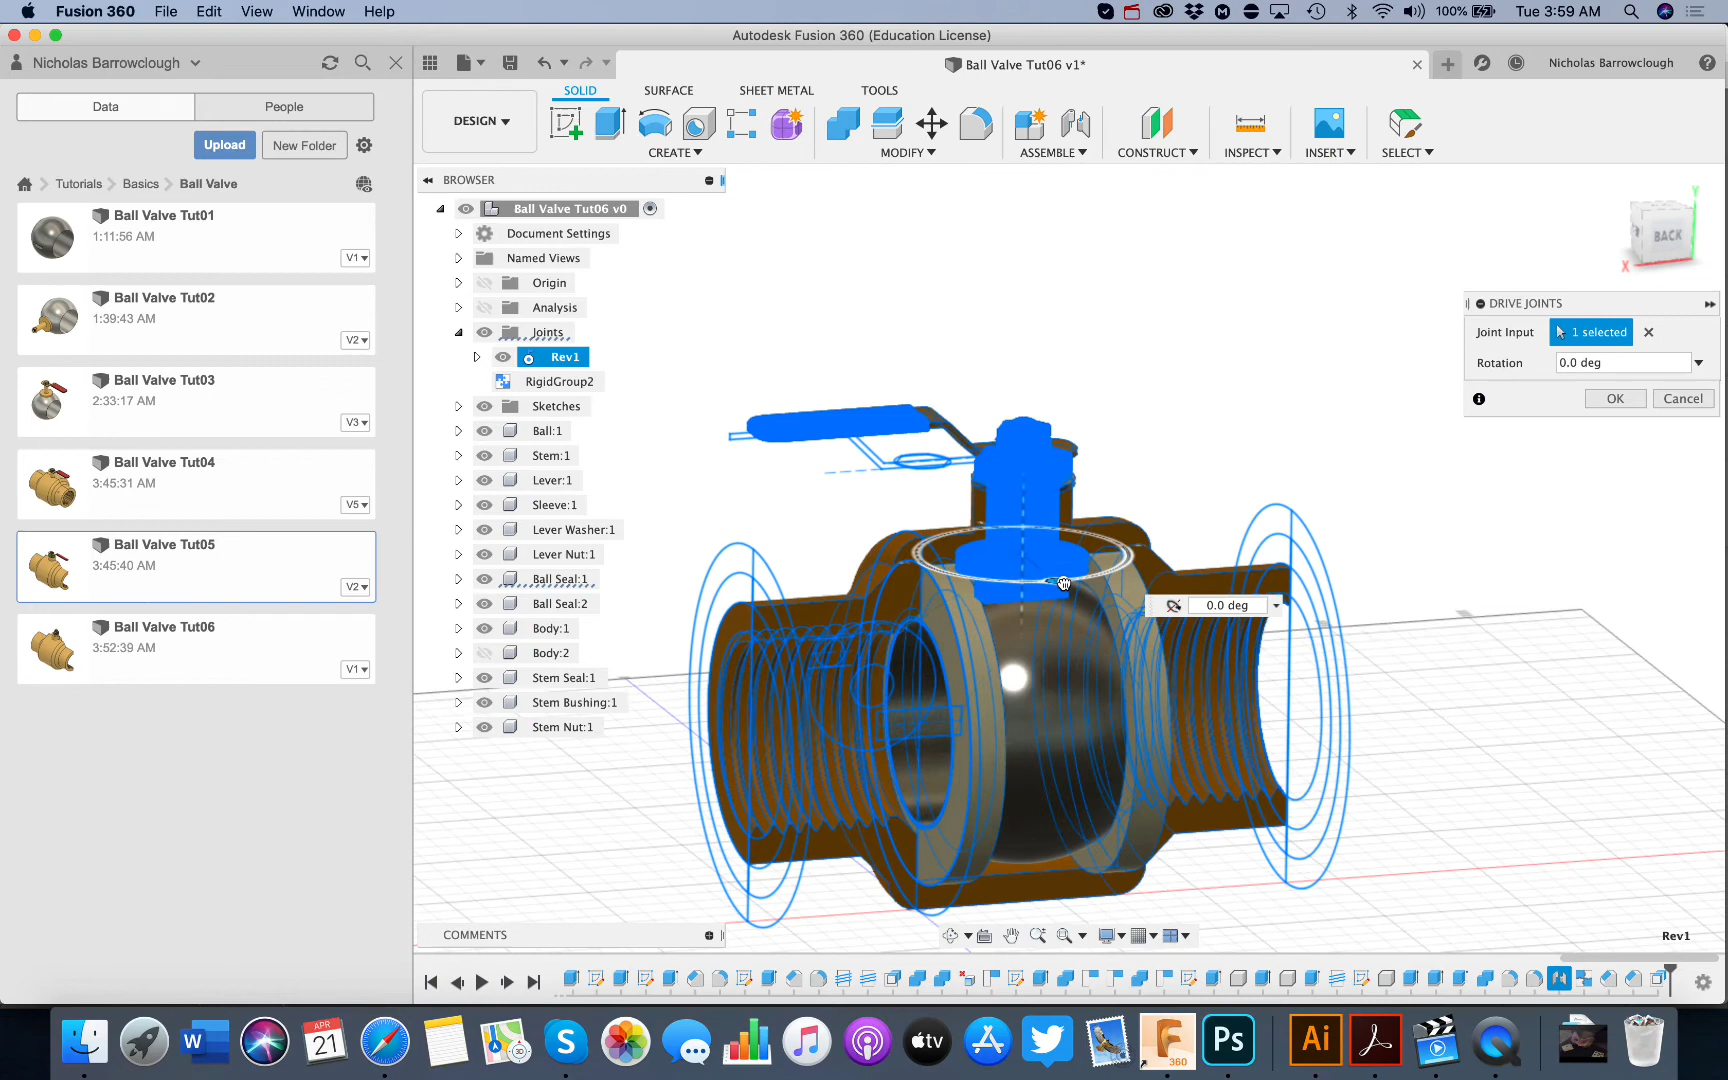 Fusion 360 File Edit View Window Help 100% Tue 3:59 AM
Autodesk Fusion 360 (Education License)
Nicholas Barrowclough
Ball Valve Tut06 v1*
Nicholas Barrowclough
Data People
Upload New Folder
Tutorials Basics Ball Valve
Ball Valve Tut01
1:11:56 AM
V1
Ball Valve Tut02
1:39:43 AM
V2
Ball Valve Tut03
2:33:17 AM
V3
Ball Valve Tut04
3:45:31 AM
V5
Ball Valve Tut05
3:45:40 AM
V2
Ball Valve Tut06
3:52:39 AM
V1
SOLID SURFACE SHEET METAL TOOLS
DESIGN
CREATE MODIFY ASSEMBLE CONSTRUCT INSPECT INSERT SELECT
BROWSER
Ball Valve Tut06 v0
Document Settings
Named Views
Origin
Analysis
Joints
Rev1
RigidGroup2
Sketches
Ball:1
Stem:1
Lever:1
Sleeve:1
Lever Washer:1
Lever Nut:1
Ball Seal:1
Ball Seal:2
Body:1
Body:2
Stem Seal:1
Stem Bushing:1
Stem Nut:1
Y
BACK
X
DRIVE JOINTS
Joint Input 1 selected
Rotation 0.0 deg
OK Cancel
0.0 deg
COMMENTS
Rev1
W
APR
21
3D
S
tv
F
360
Ps
Ai